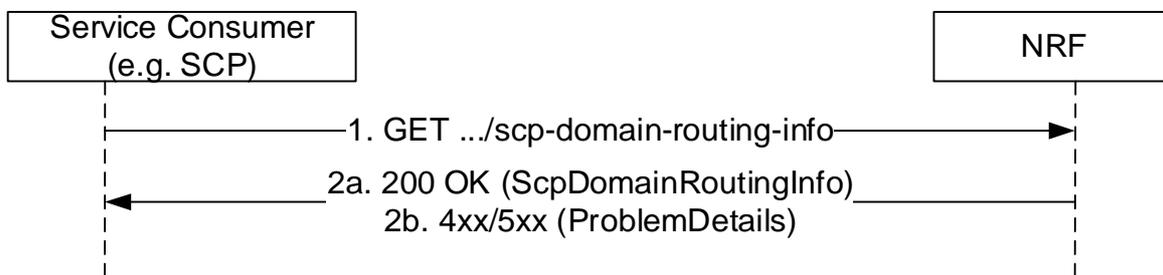 Service Consumer
(e.g. SCP)
NRF
1. GET .../scp-domain-routing-info
2a. 200 OK (ScpDomainRoutingInfo)
2b. 4xx/5xx (ProblemDetails)